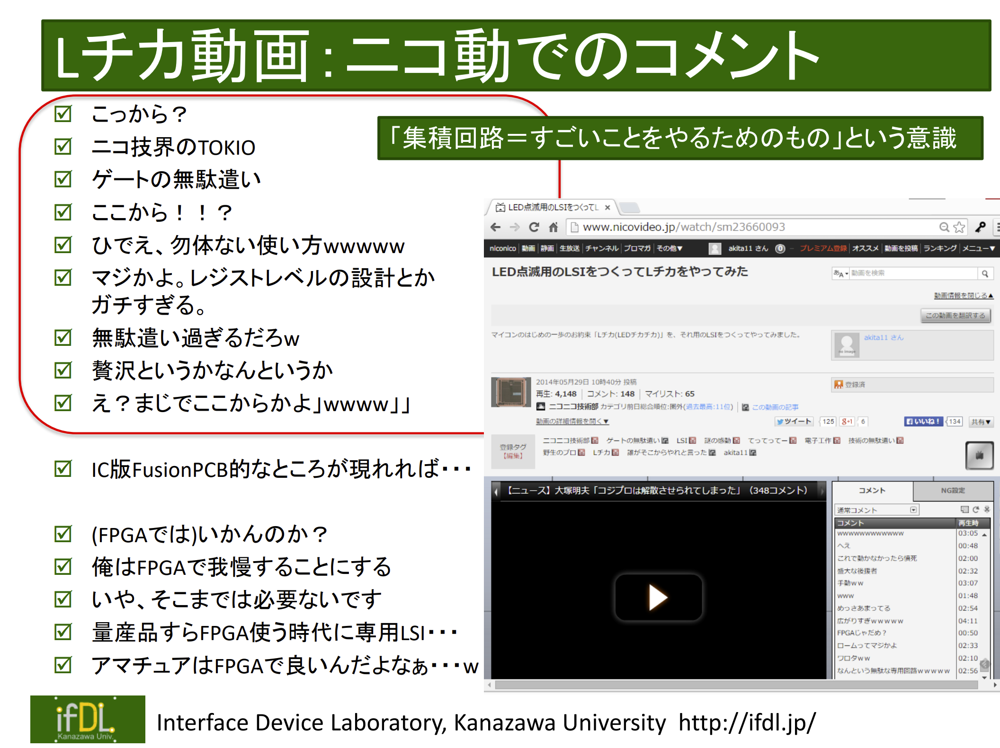 Lチカ動画：ニコ動でのコメント
こっから？
ニコ技界のTOKIO
ゲートの無駄遣い
ここから！！？
ひでえ、勿体ない使い方wwwww
マジかよ。レジストレベルの設計とか
ガチすぎる。
無駄遣い過ぎるだろw
贅沢というかなんというか
え？まじでここからかよ」wwww」」
IC版FusionPCB的なところが現れれば・・・
(FPGAでは)いかんのか？
俺はFPGAで我慢することにする
いや、そこまでは必要ないです
量産品すらFPGA使う時代に専用LSI・・・
アマチュアはFPGAで良いんだよなぁ・・・w
「集積回路＝すごいことをやるためのもの」という意識
LED点滅用のLSIをつくってL ×
www.nicovideo.jp/watch/sm23660093
niconico 動画 静画 生放送 チャンネル ブロマガ その他▼ akita11 さん 0 プレミアム登録 オススメ 動画を投稿 ランキング メニュー▼
LED点滅用のLSIをつくってLチカをやってみた
あA 動画を検索
動画情報を閉じる▲
この動画を翻訳する
マイコンのはじめの一歩のお約束「Lチカ(LEDチカチカ)」を、それ用のLSIをつくってやってみました。
akita11 さん
no image
2014年05月29日 10時40分 投稿
登録済
再生: 4,148 コメント: 148 マイリスト: 65
ニコニコ技術部 カテゴリ前日総合順位:圏外(過去最高:11位) この動画の記事
動画の詳細情報を開く▼
ツイート 125 g+1 6 いいね！ 134 共有▼
登録タグ
【編集】
ニコニコ技術部 ゲートの無駄遣い LSI 謎の感動 てってってー 電子工作 技術の無駄遣い
野生のプロ Lチカ 誰がそこからやれと言った akita11
【ニュース】大塚明夫「コジプロは解散させられてしまった」（348コメント）
コメント NG設定
通常コメント
コメント 再生時
wwwwwwwwwwww 03:05
へえ 00:48
これで動かなかったら憤死 02:00
盛大な後援者 02:32
手動ｗｗ 03:07
www 01:48
めっさあまってる 02:54
広がりすぎｗｗｗｗｗ 04:11
FPGAじゃだめ？ 00:50
ロームってマジかよ 02:33
ワロタｗｗ 02:10
なんという無駄な専用回路ｗｗｗｗｗ 02:56
ifDL
Kanazawa Univ.
Interface Device Laboratory, Kanazawa University http://ifdl.jp/